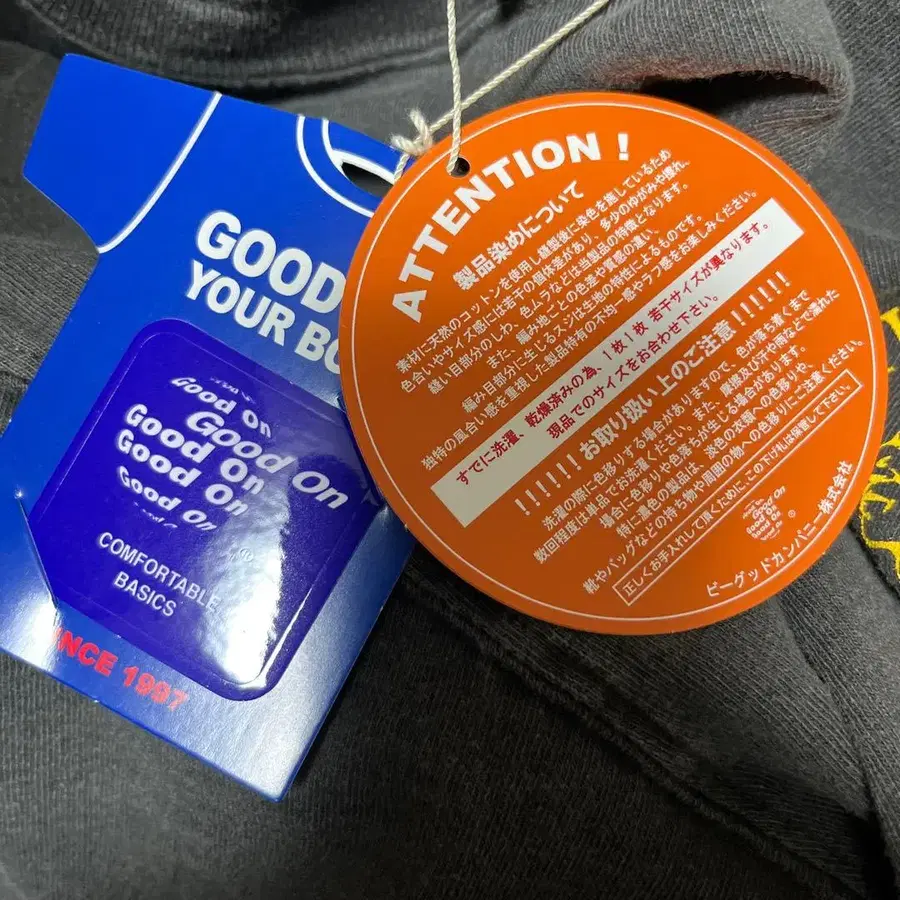 GOOD
YOUR BO
Good On
Good On
Good On
Good On
Good On
COMFORTABLE
BASICS
SINCE 1997
ATTENTION !
製品染めについて
素材に天然のコットンを使用し縫製後に染色を施しているため
色合いやサイズ感には若干の個体差があり、多少のゆがみや擦れ、
縫い目部分のしわ、色ムラなどは当製品の特徴となります。
また、編み地ごとの色差や質感の違い、
編み目部分に生じるスジは生地の特性によるものです。
独特の風合い感を重視した製品特有の不均一感やラフ感をお楽しみください。
すでに洗濯、乾燥済みの為、1枚1枚 若干サイズが異なります。
現品でのサイズをお合わせ下さい。
!!!!!!お取り扱い上のご注意!!!!!!
洗濯の際に色移りする場合がありますので、色が落ち着くまで
数回程度は単品でお洗濯ください。また、摩擦及び汗や雨などで濡れた
場合に色移りや色落ちが生じる場合があります。
特に濃色の製品は、淡色の衣類への色移りや、
靴やバッグなどの持ち物や周囲の物への色移りにご注意ください。
正しくお手入れして頂くために、この下げ札は保管して下さい。
Good On
Good On
ビーグッドカンパニー株式会社